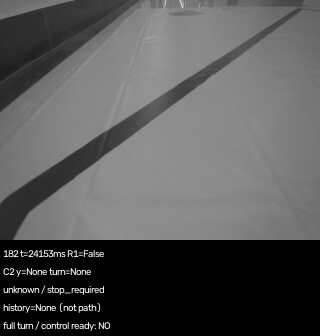 182 t=24153ms R1=False
C2 y=None turn=None
unknown / stop_required
history=None (not path)
full turn / control ready: NO